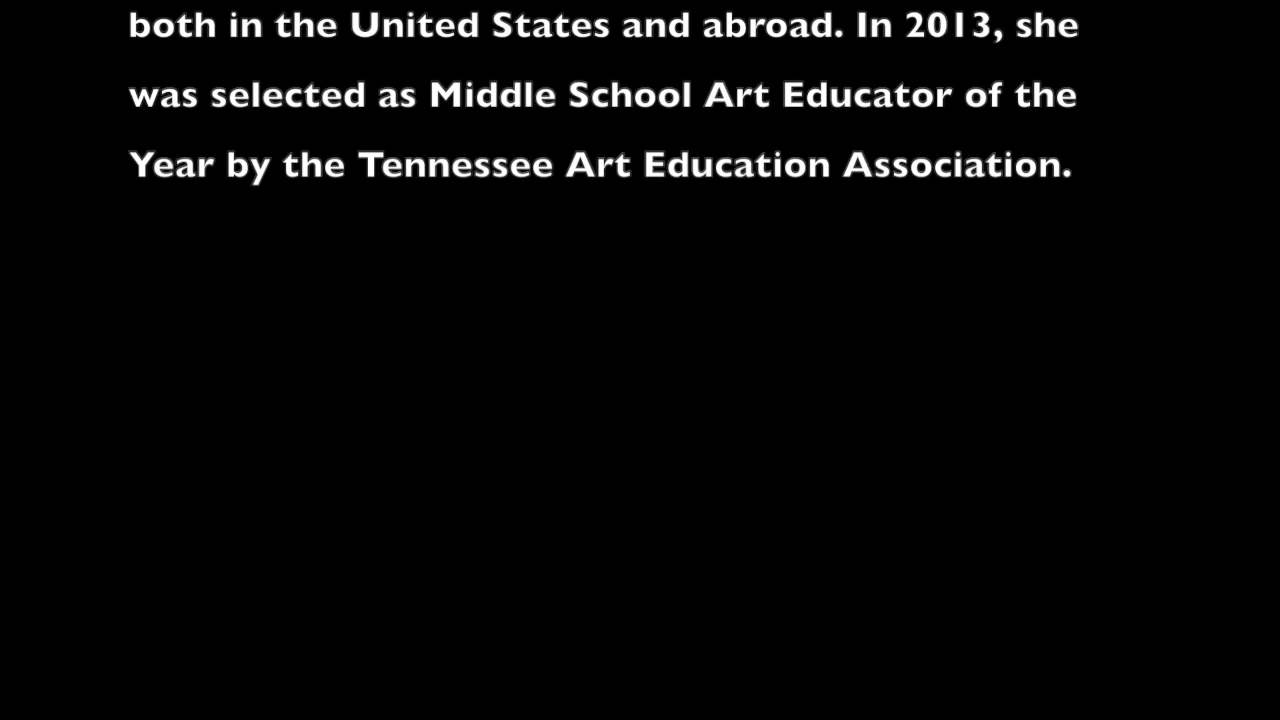 both in the United States and abroad. In 2013, she
was selected as Middle School Art Educator of the
Year by the Tennessee Art Education Association.